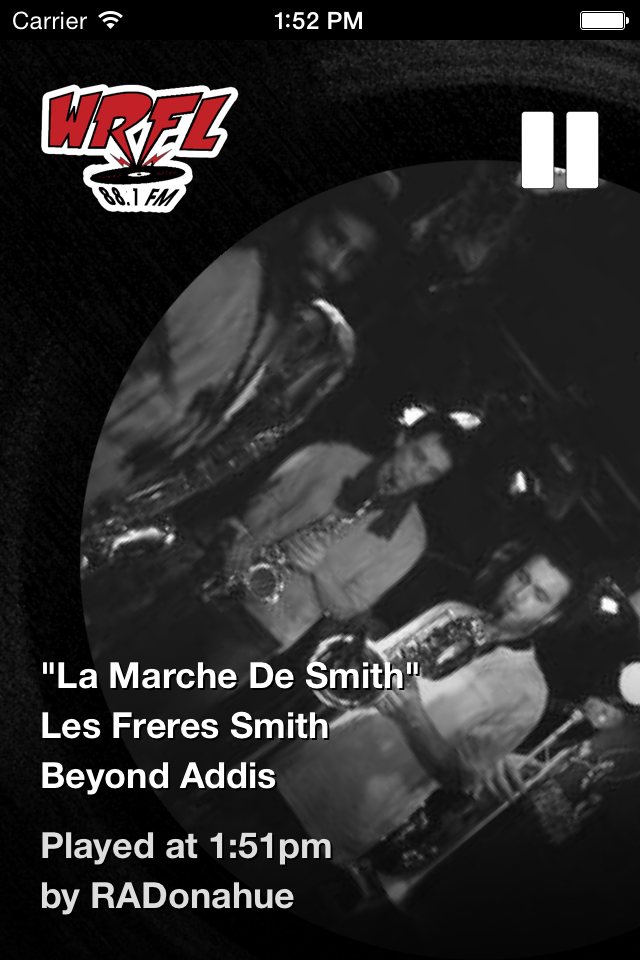 Carrier 1:52 PM
WRFL
88.1 FM
"La Marche De Smith"
Les Freres Smith
Beyond Addis
Played at 1:51pm
by RADonahue